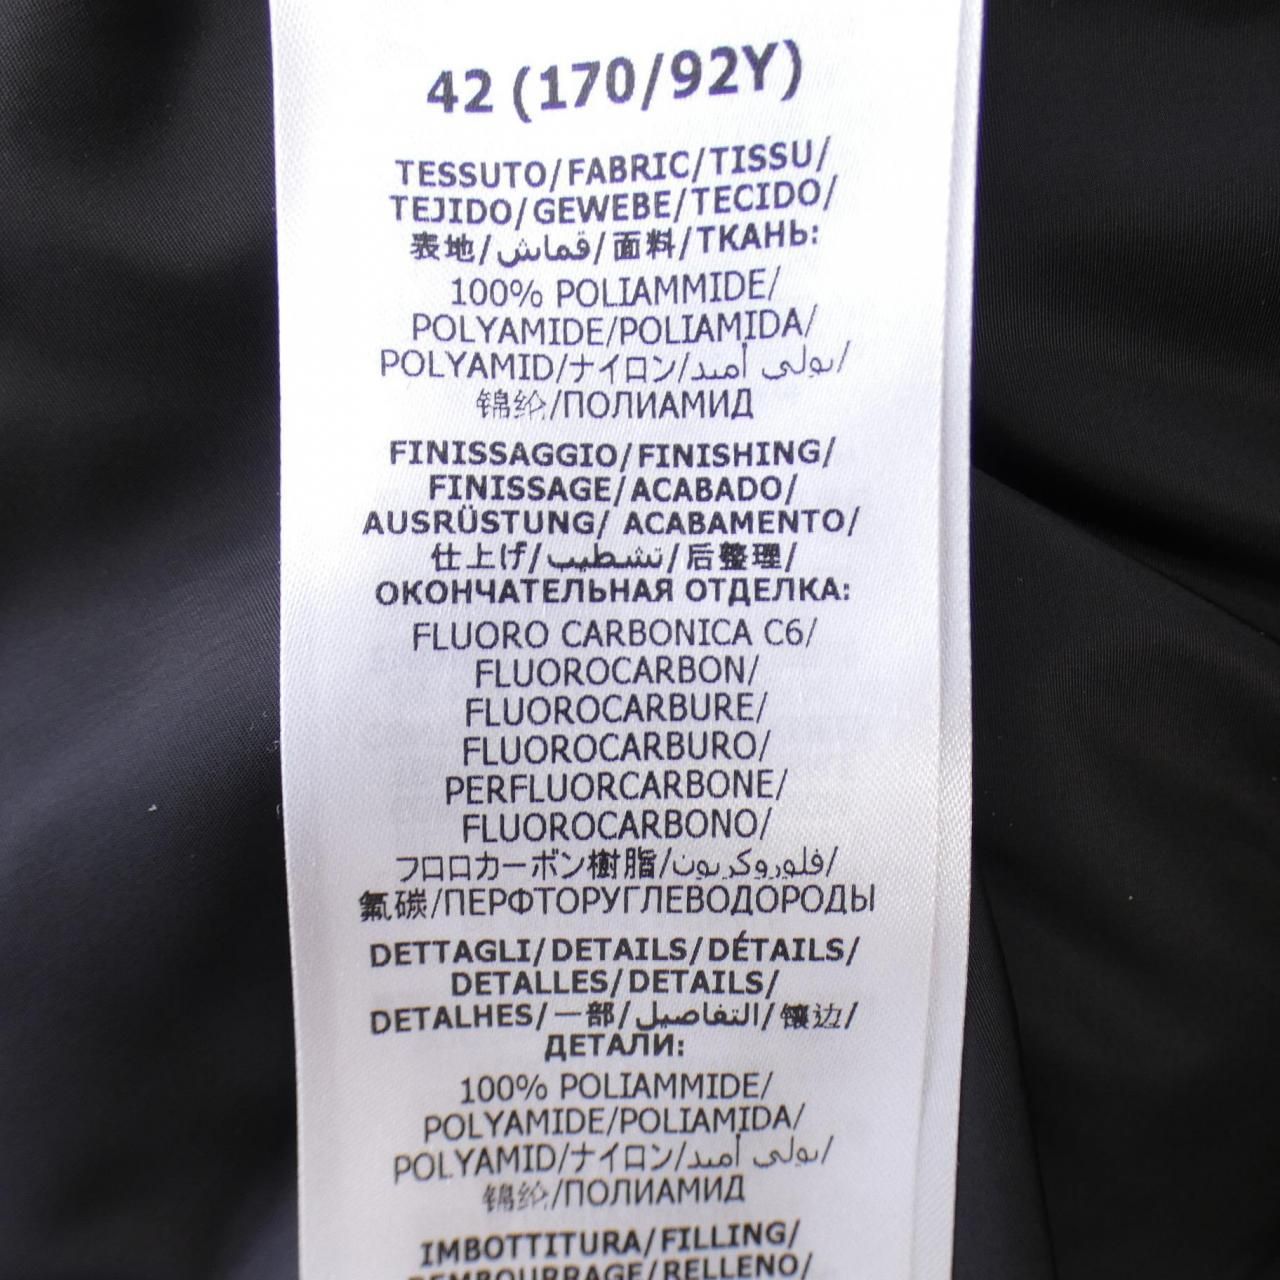 42 (170/92Y)
TESSUTO/FABRIC/TISSU/
TEJIDO/GEWEBE/TECIDO/
表地/قماش/面料/ТКАНЬ:
100% POLIAMMIDE/
POLYAMIDE/POLIAMIDA/
POLYAMID/ナイロン/بولي أميد/
锦纶/ПОЛИАМИД
FINISSAGGIO/FINISHING/
FINISSAGE/ACABADO/
AUSRÜSTUNG/ ACABAMENTO/
仕上げ/تشطيب/后整理/
ОКОНЧАТЕЛЬНАЯ ОТДЕЛКА:
FLUORO CARBONICA C6/
FLUOROCARBON/
FLUOROCARBURE/
FLUOROCARBURO/
PERFLUORCARBONE/
FLUOROCARBONO/
フロロカーボン樹脂/فلوروكربون/
氟碳/ПЕРФТОРУГЛЕВОДОРОДЫ
DETTAGLI/DETAILS/DÉTAILS/
DETALLES/DETAILS/
DETALHES/一部/التفاصيل/镶边/
ДЕТАЛИ:
100% POLIAMMIDE/
POLYAMIDE/POLIAMIDA/
POLYAMID/ナイロン/بولي أميد/
锦纶/ПОЛИАМИД
IMBOTTITURA/FILLING/
REMBOURRAGE/RELLENO/